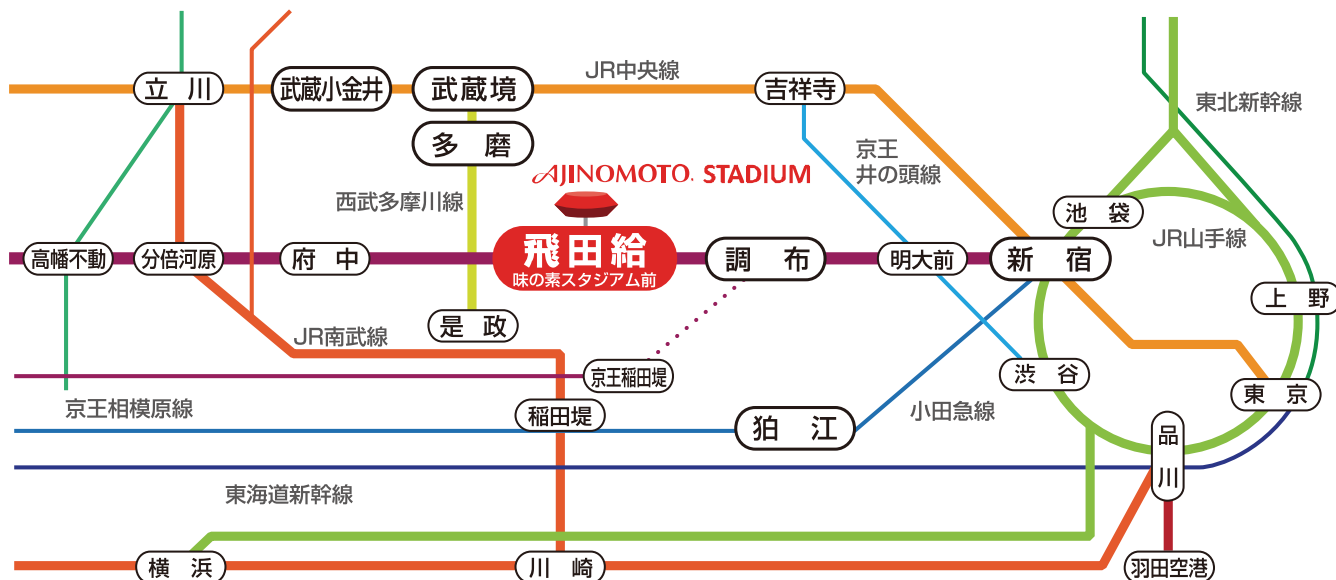 JR中央線
立川
武蔵小金井
武蔵境
吉祥寺
東北新幹線
多磨
京王
井の頭線
AJINOMOTO. STADIUM
西武多摩川線
池袋
JR山手線
高幡不動
分倍河原
府中
飛田給
味の素スタジアム前
調布
明大前
新宿
上野
是政
JR南武線
京王稲田堤
渋谷
東京
京王相模原線
稲田堤
狛江
小田急線
品川
東海道新幹線
横浜
川崎
羽田空港